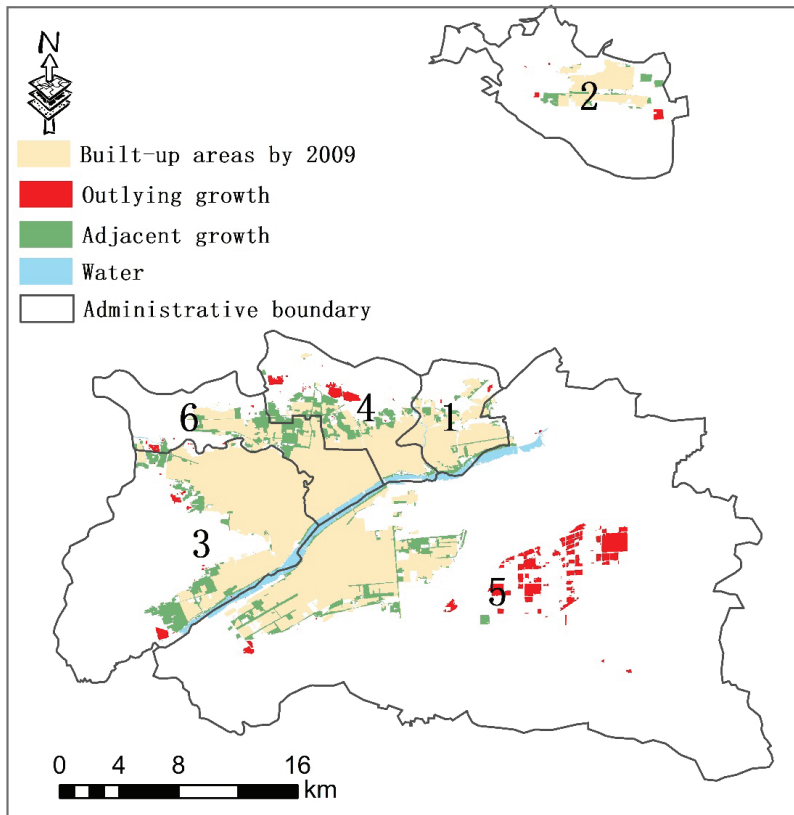 N
2
Built-up areas by 2009
Outlying growth
Adjacent growth
Water
Administrative boundary
6
4
1
3
5
0 4 8 16
km